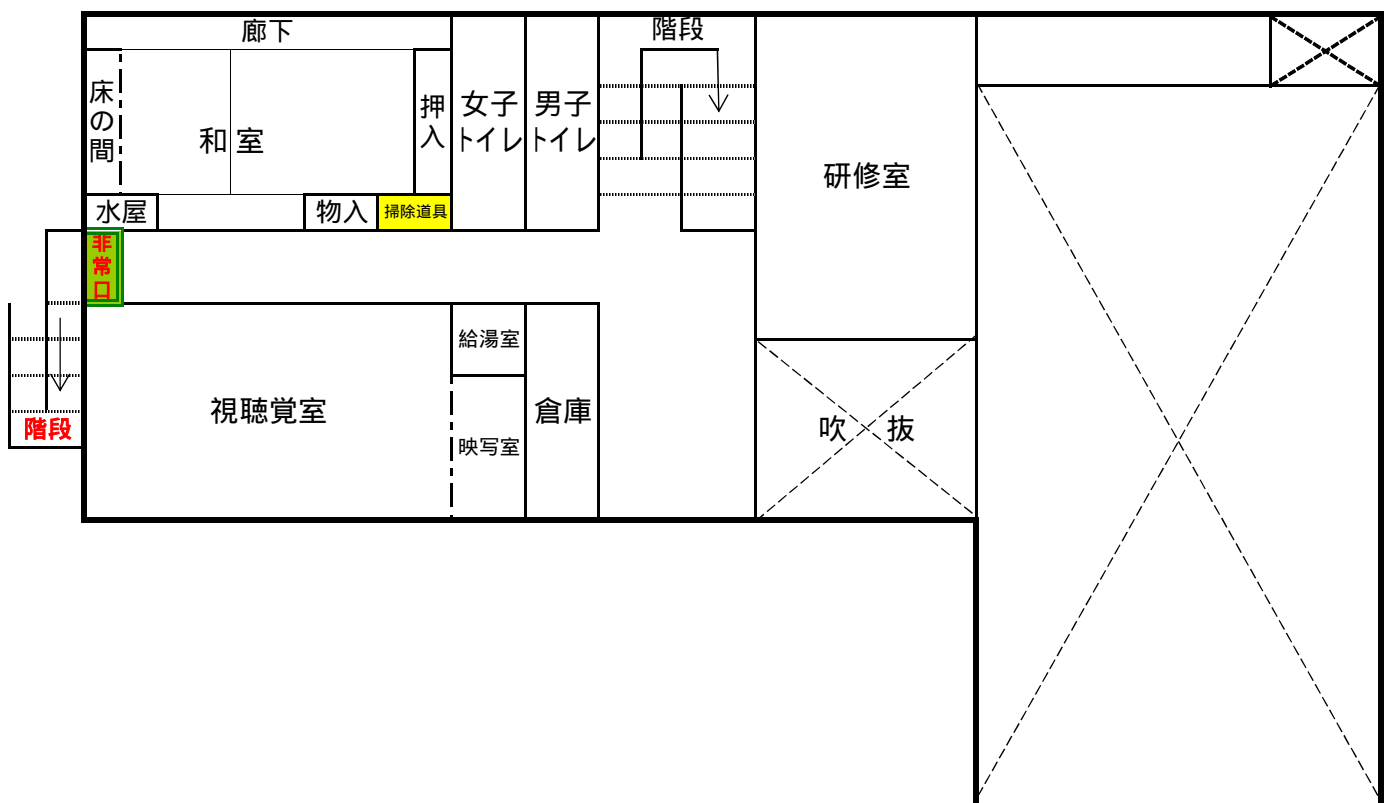 廊下
階段
床の間
和室
押入
女子
トイレ
男子
トイレ
研修室
水屋
物入
掃除道具
非常口
給湯室
視聴覚室
倉庫
映写室
吹抜
階段